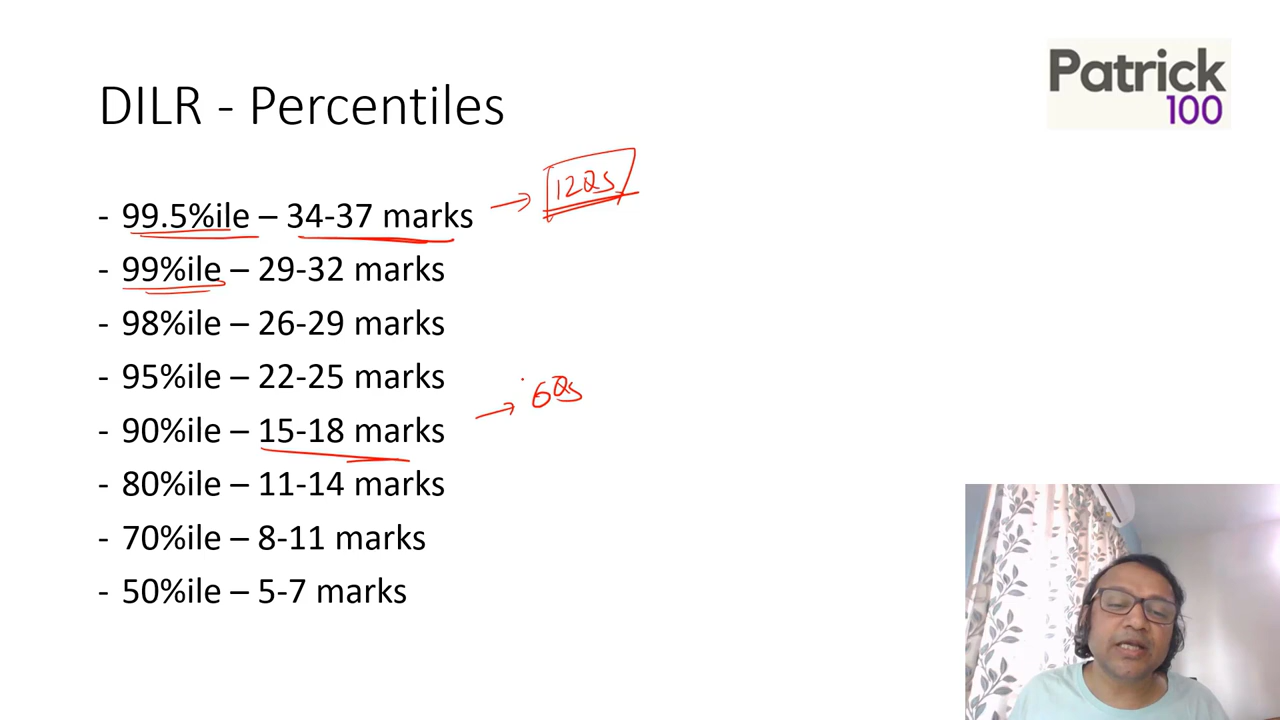 Patrick
100
DILR - Percentiles
12Qs
- 99.5%ile – 34-37 marks
- 99%ile – 29-32 marks
- 98%ile – 26-29 marks
- 95%ile – 22-25 marks
6Qs
- 90%ile – 15-18 marks
- 80%ile – 11-14 marks
- 70%ile – 8-11 marks
- 50%ile – 5-7 marks